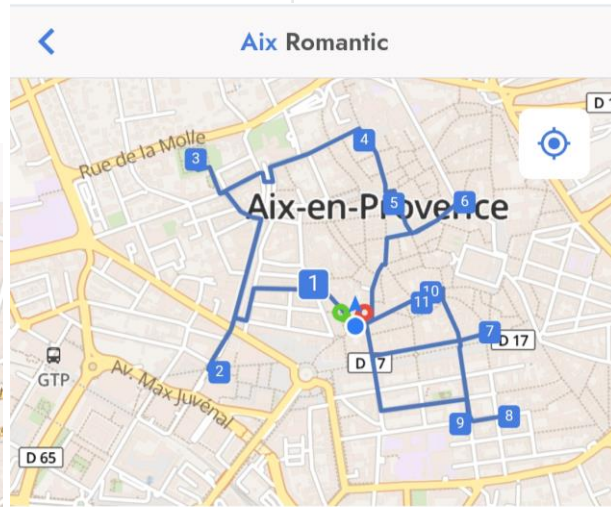 Aix Romantic
D 1
Rue de la Molle
3
4
Aix-en-Provence
5
6
1
10
11
7
D 17
D 7
GTP
2
Av. Max Juvénal
9
8
D 65